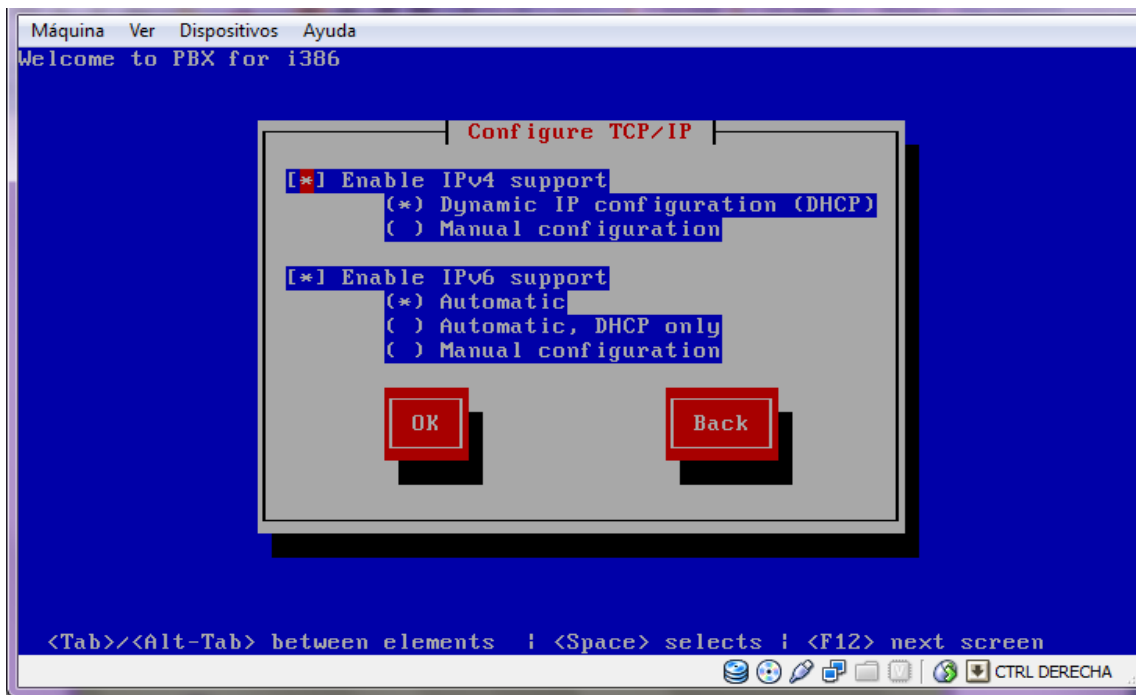 Máquina Ver Dispositivos Ayuda
Welcome to PBX for i386
Configure TCP/IP
[*] Enable IPv4 support
(*) Dynamic IP configuration (DHCP)
( ) Manual configuration
[*] Enable IPv6 support
(*) Automatic
( ) Automatic, DHCP only
( ) Manual configuration
OK Back
<Tab>/<Alt-Tab> between elements | <Space> selects | <F12> next screen
CTRL DERECHA